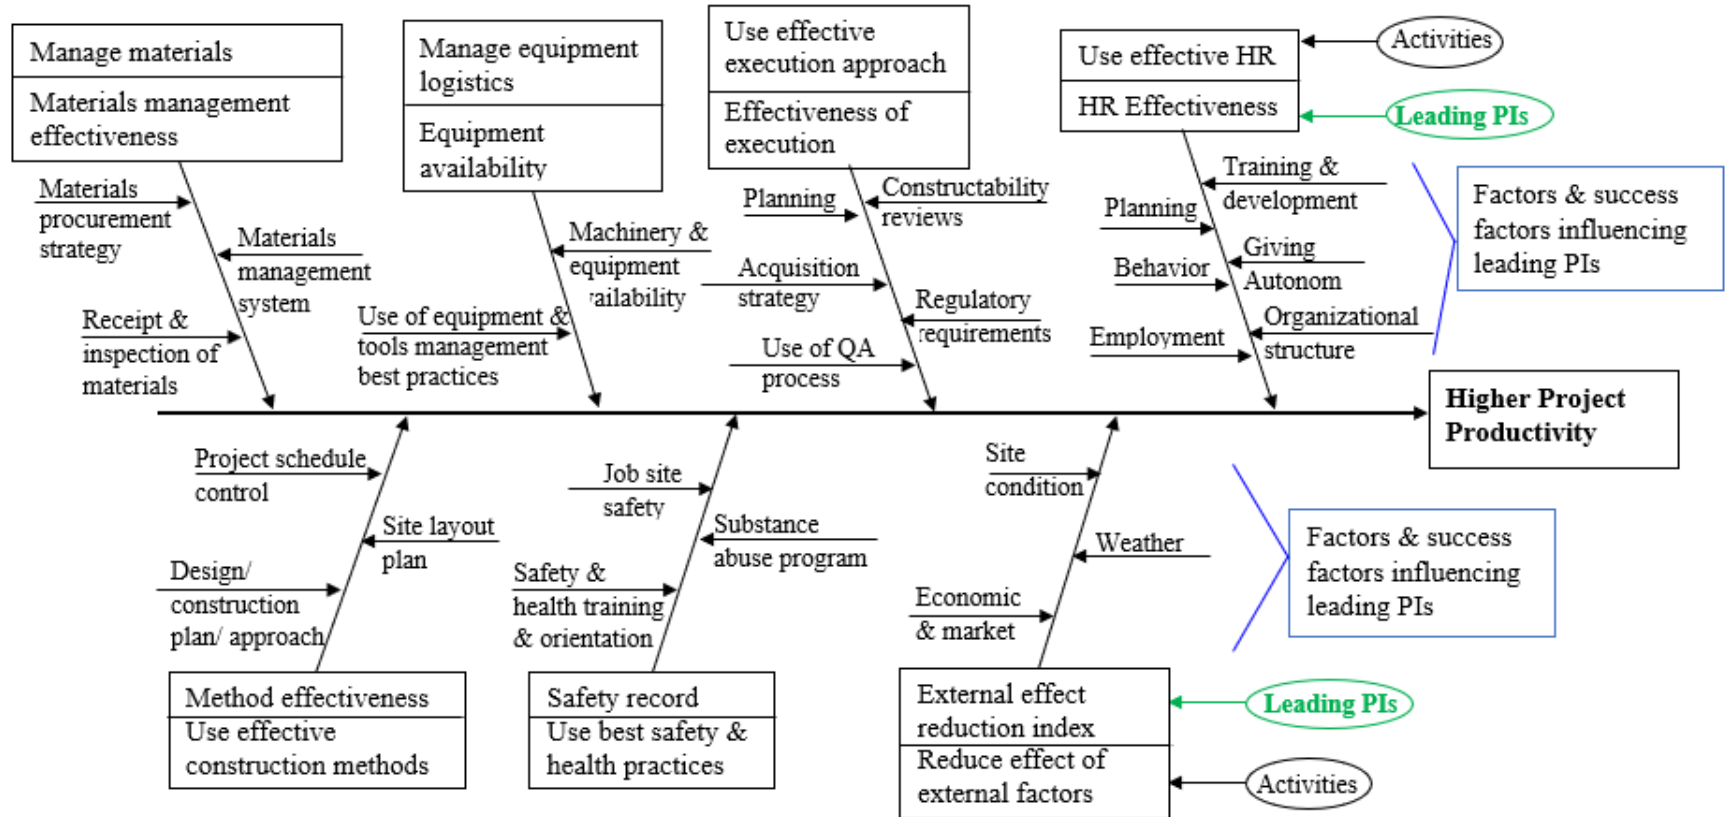 Manage materials
Materials management
effectiveness
Manage equipment
logistics
Equipment
availability
Use effective
execution approach
Effectiveness of
execution
Use effective HR
HR Effectiveness
Activities
Leading PIs
Materials
procurement
strategy
Materials
management
system
Receipt &
inspection of
materials
Machinery &
equipment
vailability
Use of equipment &
tools management
best practices
Planning
Constructability
reviews
Acquisition
strategy
Regulatory
requirements
Use of QA
process
Training &
development
Planning
Giving
Autonom
Behavior
Organizational
structure
Employment
Factors & success
factors influencing
leading PIs
Higher Project
Productivity
Project schedule
control
Site layout
plan
Design/
construction
plan/ approach
Method effectiveness
Use effective
construction methods
Job site
safety
Substance
abuse program
Safety &
health training
& orientation
Safety record
Use best safety &
health practices
Site
condition
Weather
Economic
& market
External effect
reduction index
Reduce effect of
external factors
Factors & success
factors influencing
leading PIs
Leading PIs
Activities